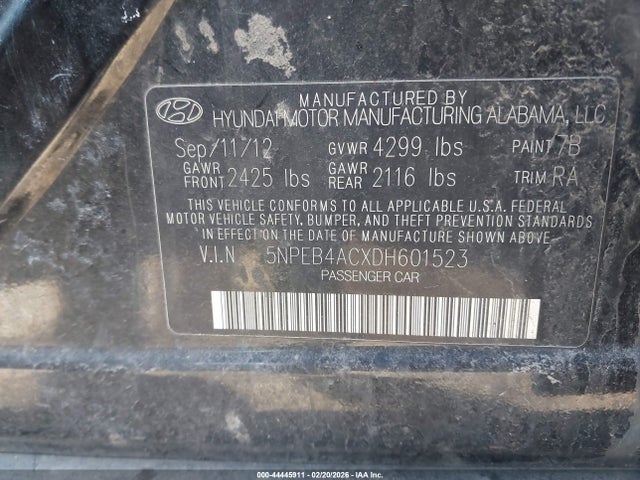 MANUFACTURED BY
HYUNDAI MOTOR MANUFACTURING ALABAMA, LLC
Sep/11/12 GVWR 4299 lbs PAINT 7B
GAWR FRONT 2425 lbs GAWR REAR 2116 lbs TRIM RA
THIS VEHICLE CONFORMS TO ALL APPLICABLE U.S.A. FEDERAL
MOTOR VEHICLE SAFETY, BUMPER, AND THEFT PREVENTION STANDARDS
IN EFFECT ON THE DATE OF MANUFACTURE SHOWN ABOVE
V.I.N 5NPEB4ACXDH601523
PASSENGER CAR
000-44445911 - 02/20/2026 - IAAI Inc.